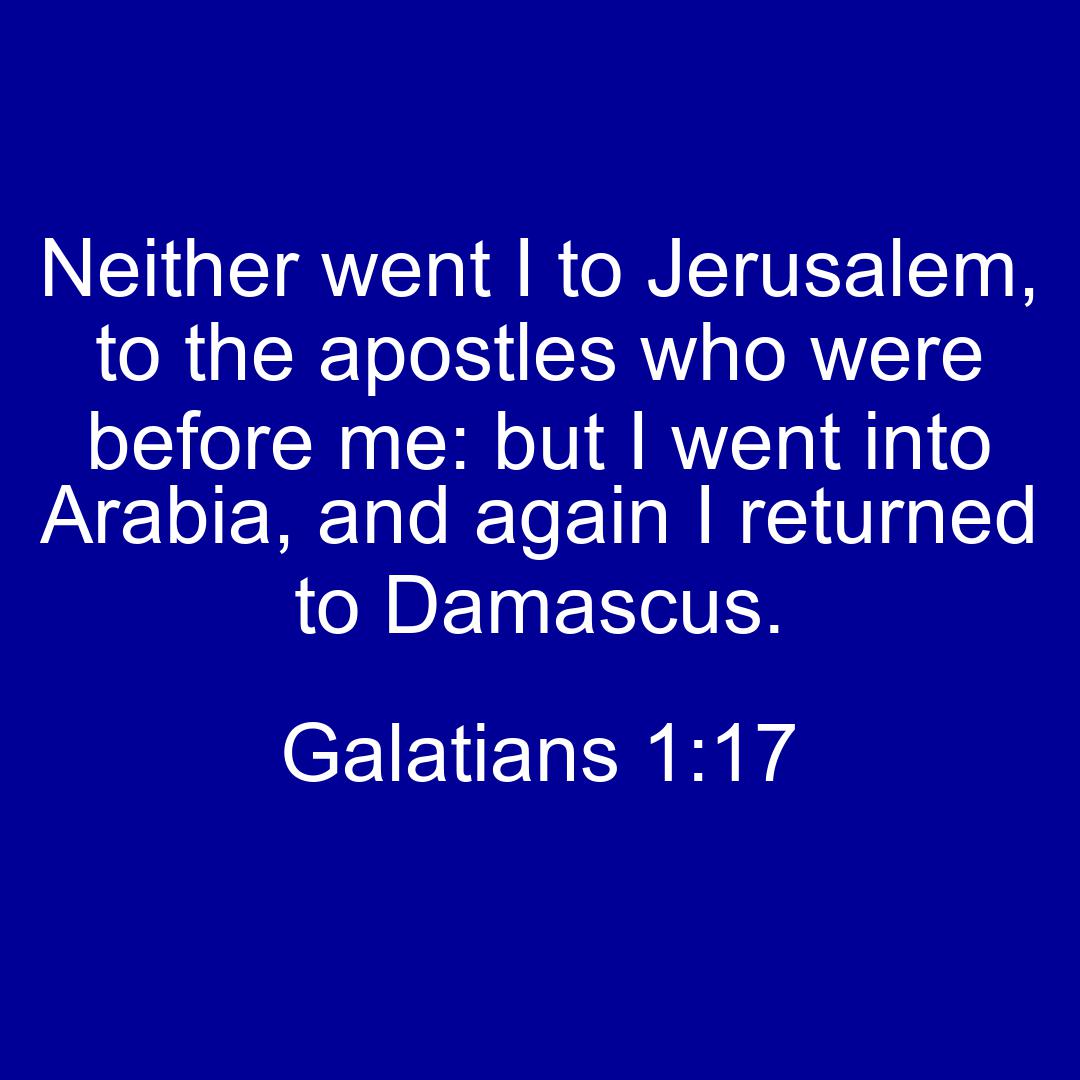 Neither went I to Jerusalem,
to the apostles who were
before me: but I went into
Arabia, and again I returned
to Damascus.
Galatians 1:17